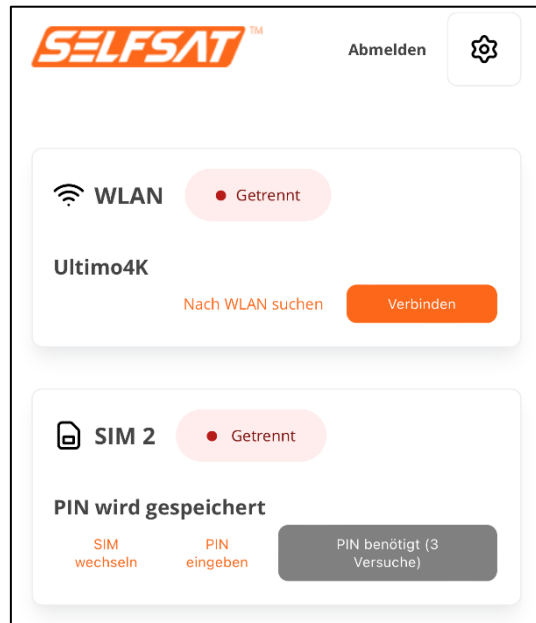 SELFSAT™
Abmelden
WLAN
Getrennt
Ultimo4K
Nach WLAN suchen
Verbinden
SIM 2
Getrennt
PIN wird gespeichert
SIM
wechseln
PIN
eingeben
PIN benötigt (3
Versuche)